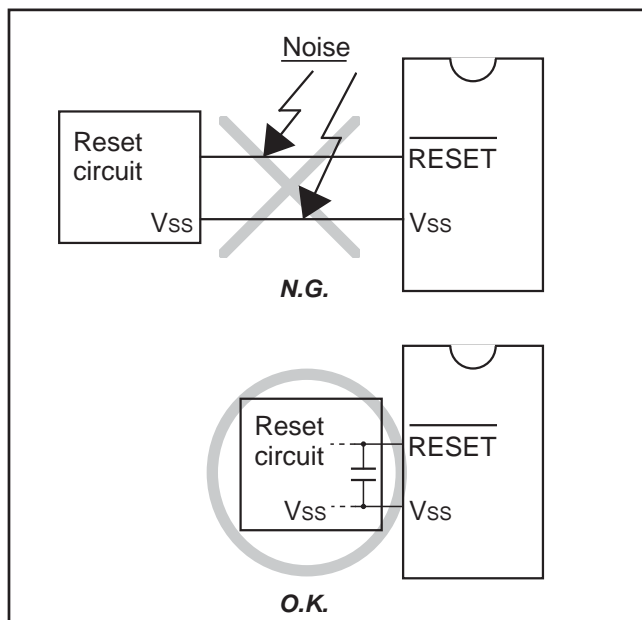 Noise
Reset
circuit
RESET
Vss
Vss
N.G.
Reset
circuit
RESET
Vss
Vss
O.K.